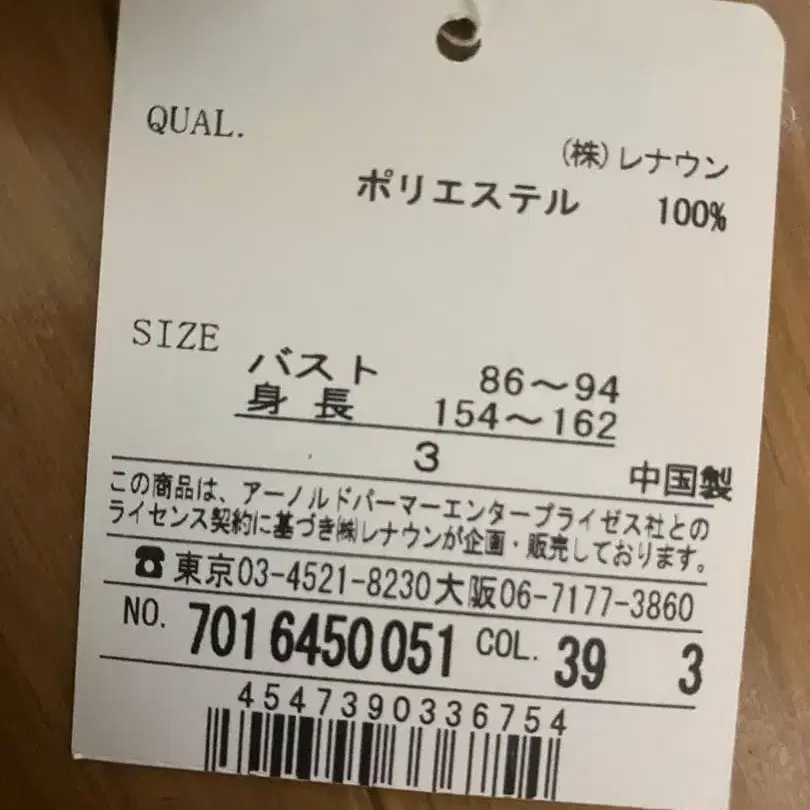 QUAL.
(株)レナウン
ポリエステル 100%
SIZE
バスト 86～94
身長 154～162
3
中国製
この商品は、アーノルドパーマーエンタープライゼス社との
ライセンス契約に基づき㈱レナウンが企画・販売しております。
☎東京03-4521-8230大阪06-7177-3860
NO. 7016450051 COL. 39 3
4547390336754